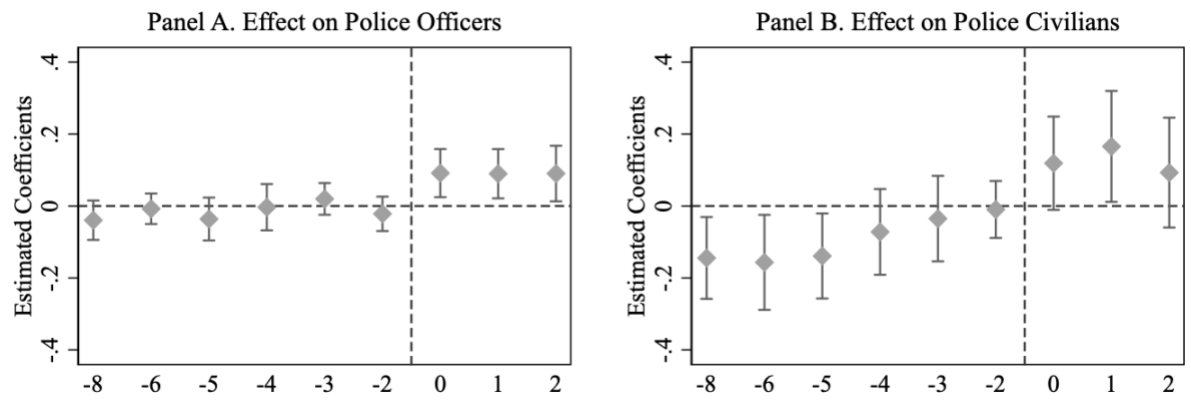 Panel A. Effect on Police Officers
Estimated Coefficients
.4
.2
0
-.2
-.4
-8 -6 -5 -4 -3 -2 0 1 2
Panel B. Effect on Police Civilians
Estimated Coefficients
.4
.2
0
-.2
-.4
-8 -6 -5 -4 -3 -2 0 1 2